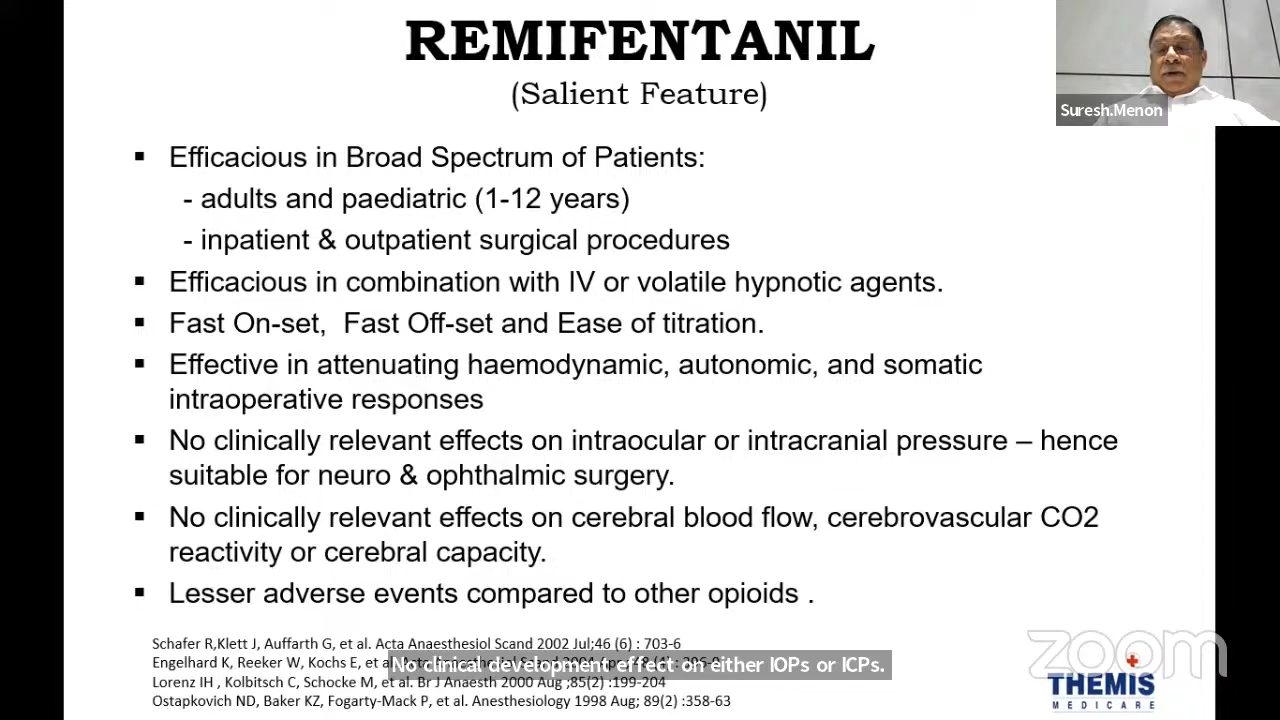 REMIFENTANIL
(Salient Feature)
Suresh.Menon
▪ Efficacious in Broad Spectrum of Patients:
- adults and paediatric (1-12 years)
- inpatient & outpatient surgical procedures
▪ Efficacious in combination with IV or volatile hypnotic agents.
▪ Fast On-set, Fast Off-set and Ease of titration.
▪ Effective in attenuating haemodynamic, autonomic, and somatic
intraoperative responses
▪ No clinically relevant effects on intraocular or intracranial pressure – hence
suitable for neuro & ophthalmic surgery.
▪ No clinically relevant effects on cerebral blood flow, cerebrovascular CO2
reactivity or cerebral capacity.
▪ Lesser adverse events compared to other opioids .
Schafer R,Klett J, Auffarth G, et al. Acta Anaesthesiol Scand 2002 Jul;46 (6) : 703-6
Engelhard K, Reeker W, Kochs E, et
No clinical development effect on either IOPs or ICPs.
Lorenz IH , Kolbitsch C, Schocke M, et al. Br J Anaesth 2000 Aug ;85(2) :199-204
Ostapkovich ND, Baker KZ, Fogarty-Mack P, et al. Anesthesiology 1998 Aug; 89(2) :358-63
zoom
THEMIS
MEDICARE